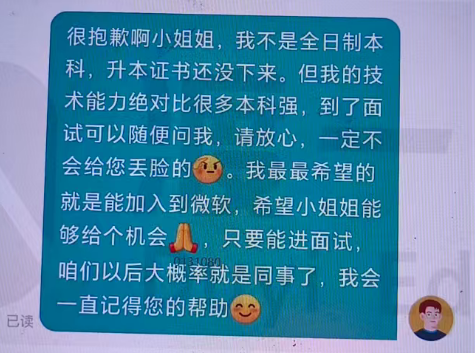 很抱歉啊小姐姐，我不是全日制本
科，升本证书还没下来。但我的技
术能力绝对比很多本科强，到了面
试可以随便问我，请放心，一定不
会给您丢脸的🤨。我最最希望的
就是能加入到微软，希望小姐姐能
够给个机会🙏，只要能进面试，
咱们以后大概率就是同事了，我会
一直记得您的帮助😊
已读